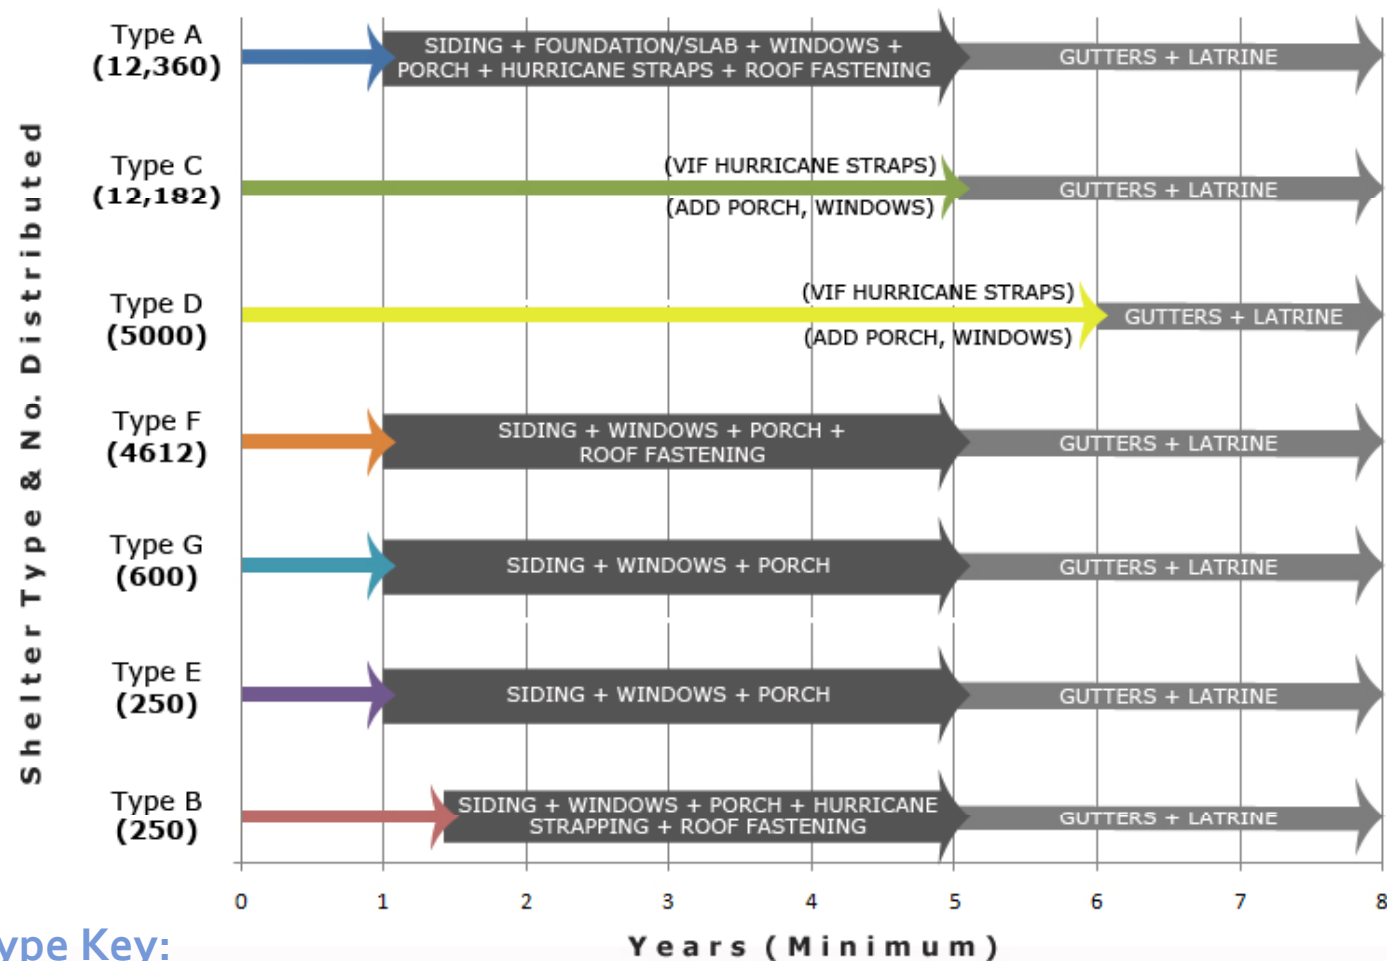 Shelter Type & No. Distributed
Type A
(12,360)
SIDING + FOUNDATION/SLAB + WINDOWS +
PORCH + HURRICANE STRAPS + ROOF FASTENING
GUTTERS + LATRINE
Type C
(12,182)
(VIF HURRICANE STRAPS)
(ADD PORCH, WINDOWS)
GUTTERS + LATRINE
Type D
(5000)
(VIF HURRICANE STRAPS)
(ADD PORCH, WINDOWS)
GUTTERS + LATRINE
Type F
(4612)
SIDING + WINDOWS + PORCH +
ROOF FASTENING
GUTTERS + LATRINE
Type G
(600)
SIDING + WINDOWS + PORCH
GUTTERS + LATRINE
Type E
(250)
SIDING + WINDOWS + PORCH
GUTTERS + LATRINE
Type B
(250)
SIDING + WINDOWS + PORCH + HURRICANE
STRAPPING + ROOF FASTENING
GUTTERS + LATRINE
0 1 2 3 4 5 6 7 8
Years (Minimum)
ype Key: